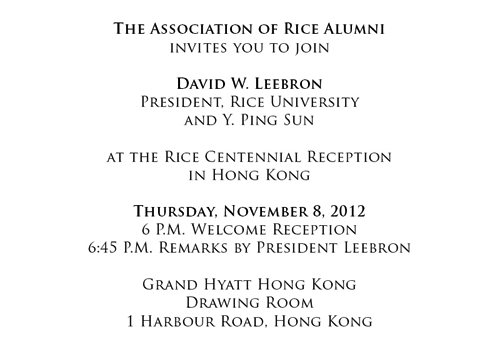 The Association of Rice Alumni
invites you to join
David W. Leebron
President, Rice University
and Y. Ping Sun
at the Rice Centennial Reception
in Hong Kong
Thursday, November 8, 2012
6 p.m. Welcome Reception
6:45 p.m. Remarks by President Leebron
Grand Hyatt Hong Kong
Drawing Room
1 Harbour Road, Hong Kong